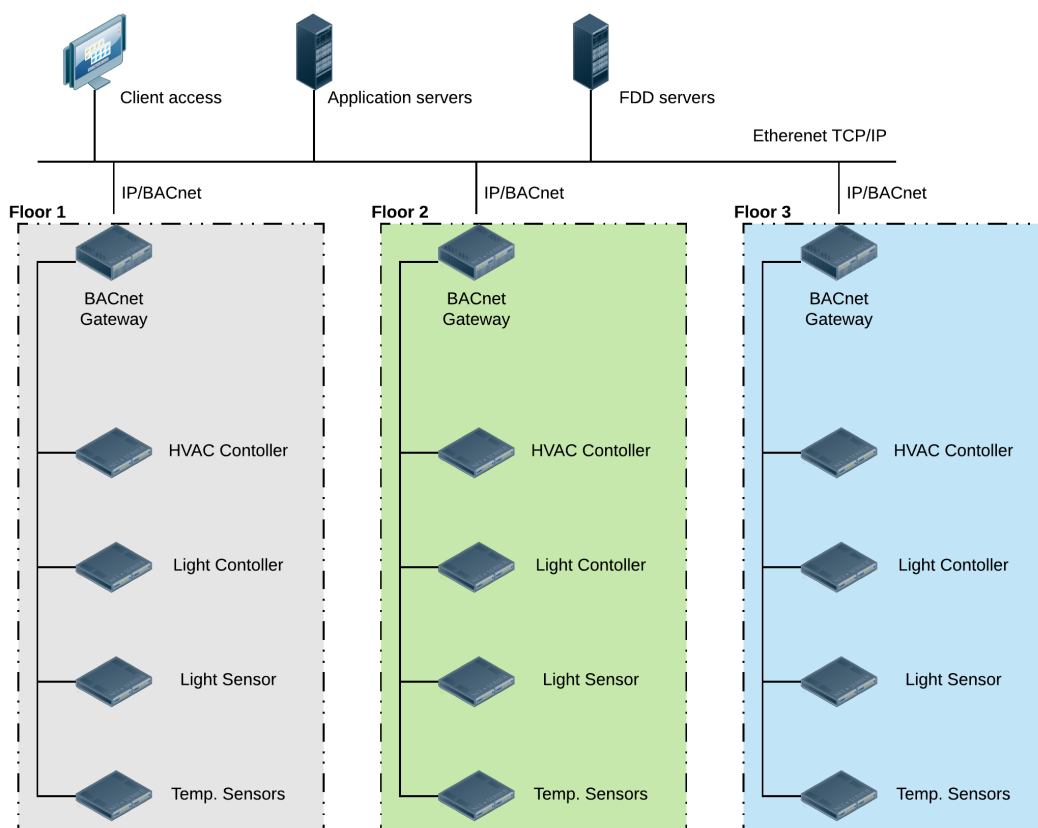 Client access
Application servers
FDD servers
Etherenet TCP/IP
IP/BACnet
IP/BACnet
IP/BACnet
Floor 1
Floor 2
Floor 3
BACnet
Gateway
BACnet
Gateway
BACnet
Gateway
HVAC Contoller
HVAC Contoller
HVAC Contoller
Light Contoller
Light Contoller
Light Contoller
Light Sensor
Light Sensor
Light Sensor
Temp. Sensors
Temp. Sensors
Temp. Sensors